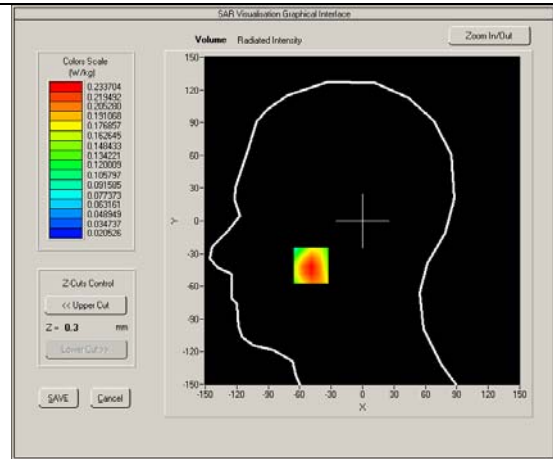 SAR Visualisation Graphical Interface
Volume Radiated Intensity
Zoom In/Out
Colors Scale
(W/kg)
0.233704
0.219492
0.205280
0.191068
0.176857
0.162645
0.148433
0.134221
0.120009
0.105797
0.091585
0.077373
0.063161
0.048949
0.034737
0.020526
Z-Cuts Control
<< Upper Cut
Z = 0.3 mm
Lower Cut >>
SAVE Cancel
150
120
90
60
30
0
-30
-60
-90
-120
-150
Y
-150 -120 -90 -60 -30 0 30 60 90 120 150
X